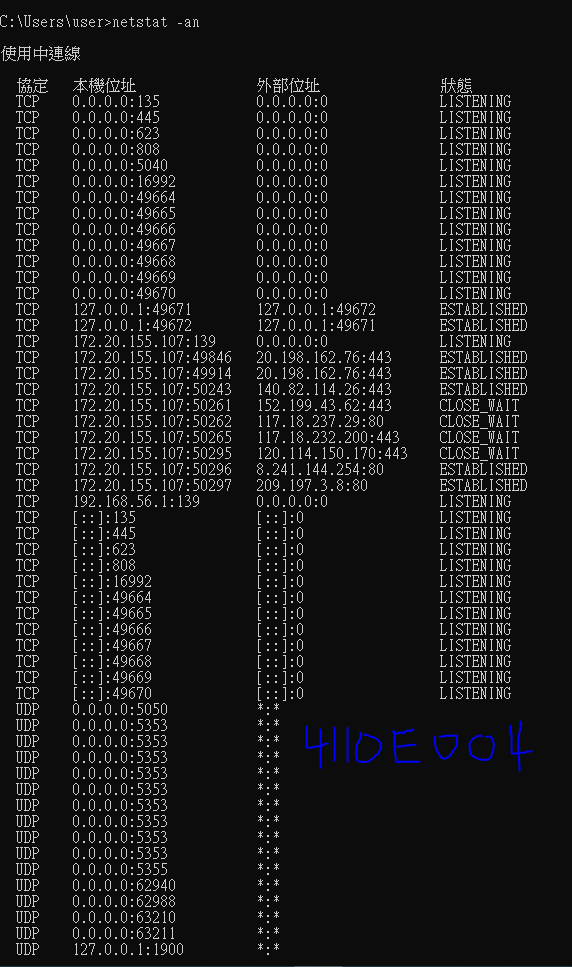 C:\Users\user>netstat -an
使用中連線
協定 本機位址 外部位址 狀態
TCP 0.0.0.0:135 0.0.0.0:0 LISTENING
TCP 0.0.0.0:445 0.0.0.0:0 LISTENING
TCP 0.0.0.0:623 0.0.0.0:0 LISTENING
TCP 0.0.0.0:808 0.0.0.0:0 LISTENING
TCP 0.0.0.0:5040 0.0.0.0:0 LISTENING
TCP 0.0.0.0:16992 0.0.0.0:0 LISTENING
TCP 0.0.0.0:49664 0.0.0.0:0 LISTENING
TCP 0.0.0.0:49665 0.0.0.0:0 LISTENING
TCP 0.0.0.0:49666 0.0.0.0:0 LISTENING
TCP 0.0.0.0:49667 0.0.0.0:0 LISTENING
TCP 0.0.0.0:49668 0.0.0.0:0 LISTENING
TCP 0.0.0.0:49669 0.0.0.0:0 LISTENING
TCP 0.0.0.0:49670 0.0.0.0:0 LISTENING
TCP 127.0.0.1:49671 127.0.0.1:49672 ESTABLISHED
TCP 127.0.0.1:49672 127.0.0.1:49671 ESTABLISHED
TCP 172.20.155.107:139 0.0.0.0:0 LISTENING
TCP 172.20.155.107:49846 20.198.162.76:443 ESTABLISHED
TCP 172.20.155.107:49914 20.198.162.76:443 ESTABLISHED
TCP 172.20.155.107:50243 140.82.114.26:443 ESTABLISHED
TCP 172.20.155.107:50261 152.199.43.62:443 CLOSE_WAIT
TCP 172.20.155.107:50262 117.18.237.29:80 CLOSE_WAIT
TCP 172.20.155.107:50265 117.18.232.200:443 CLOSE_WAIT
TCP 172.20.155.107:50295 120.114.150.170:443 CLOSE_WAIT
TCP 172.20.155.107:50296 8.241.144.254:80 ESTABLISHED
TCP 172.20.155.107:50297 209.197.3.8:80 ESTABLISHED
TCP 192.168.56.1:139 0.0.0.0:0 LISTENING
TCP [::]:135 [::]:0 LISTENING
TCP [::]:445 [::]:0 LISTENING
TCP [::]:623 [::]:0 LISTENING
TCP [::]:808 [::]:0 LISTENING
TCP [::]:16992 [::]:0 LISTENING
TCP [::]:49664 [::]:0 LISTENING
TCP [::]:49665 [::]:0 LISTENING
TCP [::]:49666 [::]:0 LISTENING
TCP [::]:49667 [::]:0 LISTENING
TCP [::]:49668 [::]:0 LISTENING
TCP [::]:49669 [::]:0 LISTENING
TCP [::]:49670 [::]:0 LISTENING
UDP 0.0.0.0:5050 *:*
UDP 0.0.0.0:5353 *:*
UDP 0.0.0.0:5353 *:*
UDP 0.0.0.0:5353 *:*
UDP 0.0.0.0:5353 *:*
UDP 0.0.0.0:5353 *:*
UDP 0.0.0.0:5353 *:*
UDP 0.0.0.0:5353 *:*
UDP 0.0.0.0:5353 *:*
UDP 0.0.0.0:5353 *:*
UDP 0.0.0.0:5355 *:*
UDP 0.0.0.0:62940 *:*
UDP 0.0.0.0:62988 *:*
UDP 0.0.0.0:63210 *:*
UDP 0.0.0.0:63211 *:*
UDP 127.0.0.1:1900 *:*
4110E004